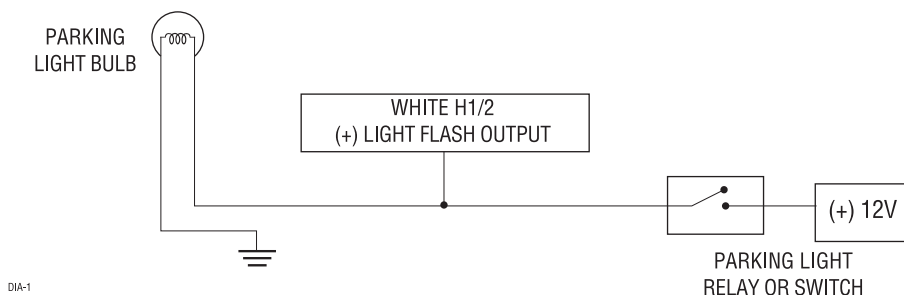 PARKING
LIGHT BULB
WHITE H1/2
(+) LIGHT FLASH OUTPUT
(+) 12V
PARKING LIGHT
RELAY OR SWITCH
DIA-1